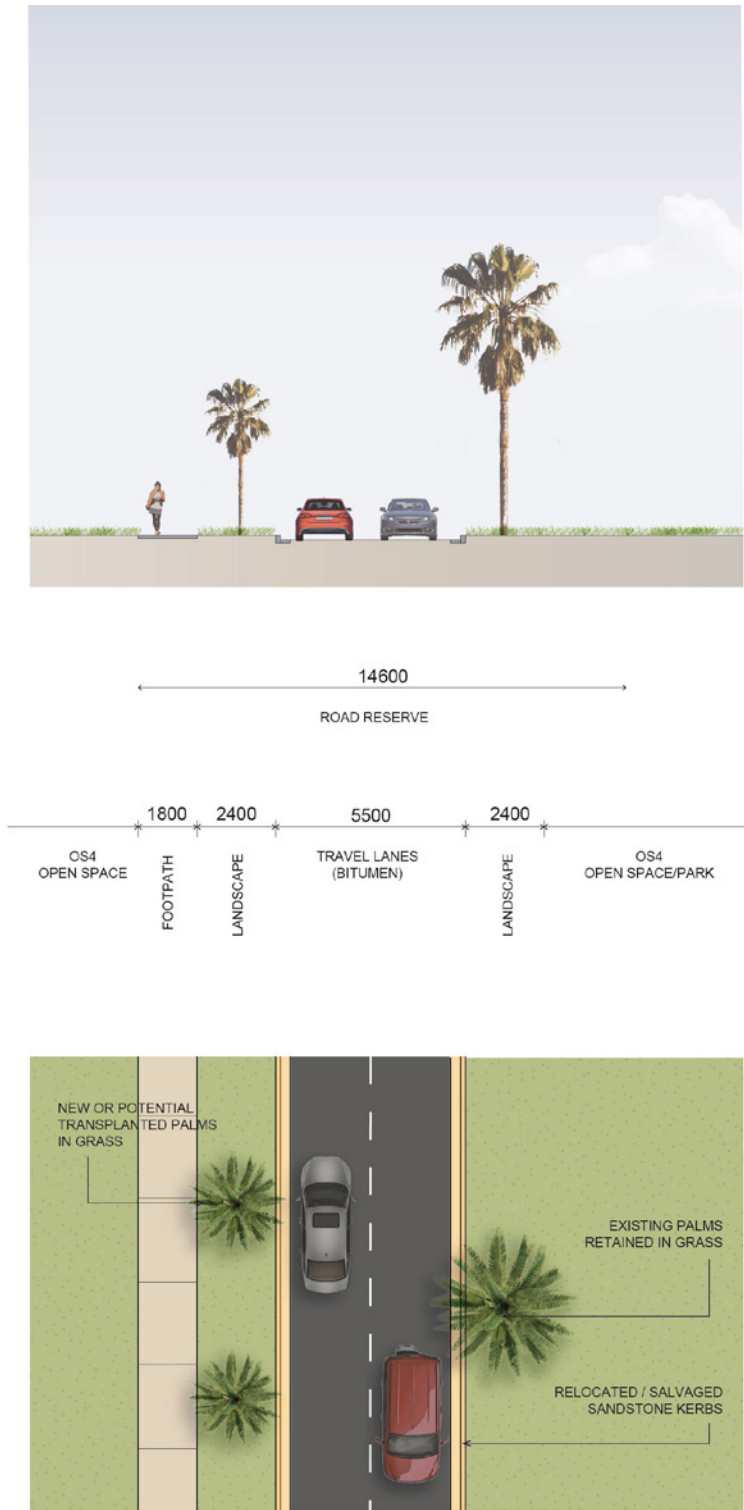 14600
ROAD RESERVE
1800
2400
5500
2400
OS4
OPEN SPACE
FOOTPATH
LANDSCAPE
TRAVEL LANES
(BITUMEN)
LANDSCAPE
OS4
OPEN SPACE/PARK
NEW OR POTENTIAL
TRANSPLANTED PALMS
IN GRASS
EXISTING PALMS
RETAINED IN GRASS
RELOCATED / SALVAGED
SANDSTONE KERBS